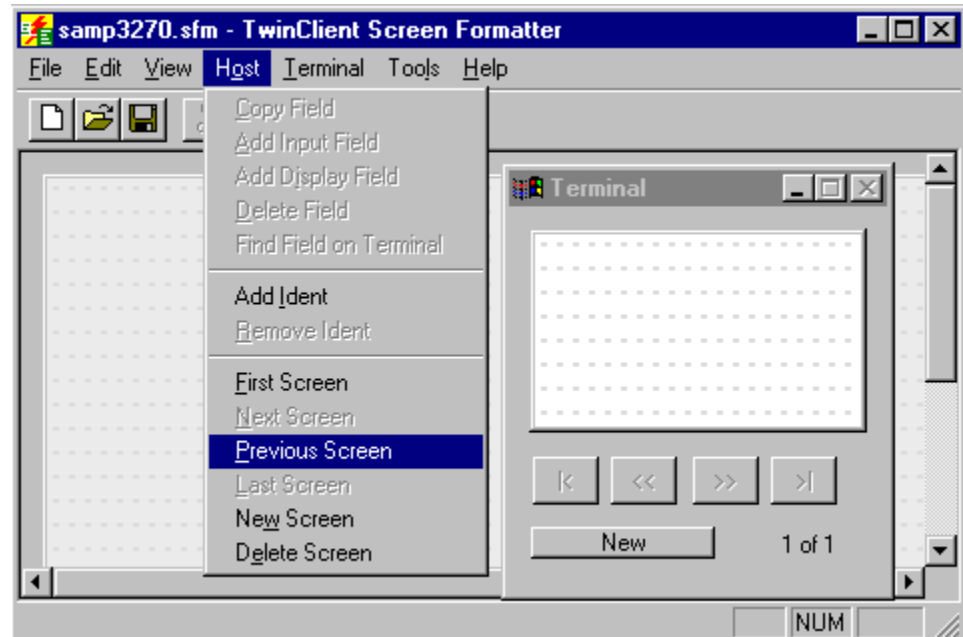 samp3270.sfm - TwinClient Screen Formatter
File Edit View Host Terminal Tools Help
Copy Field
Add Input Field
Add Display Field
Delete Field
Find Field on Terminal
Add Ident
Remove Ident
First Screen
Next Screen
Previous Screen
Last Screen
New Screen
Delete Screen
Terminal
|< << >> >|
New 1 of 1
NUM